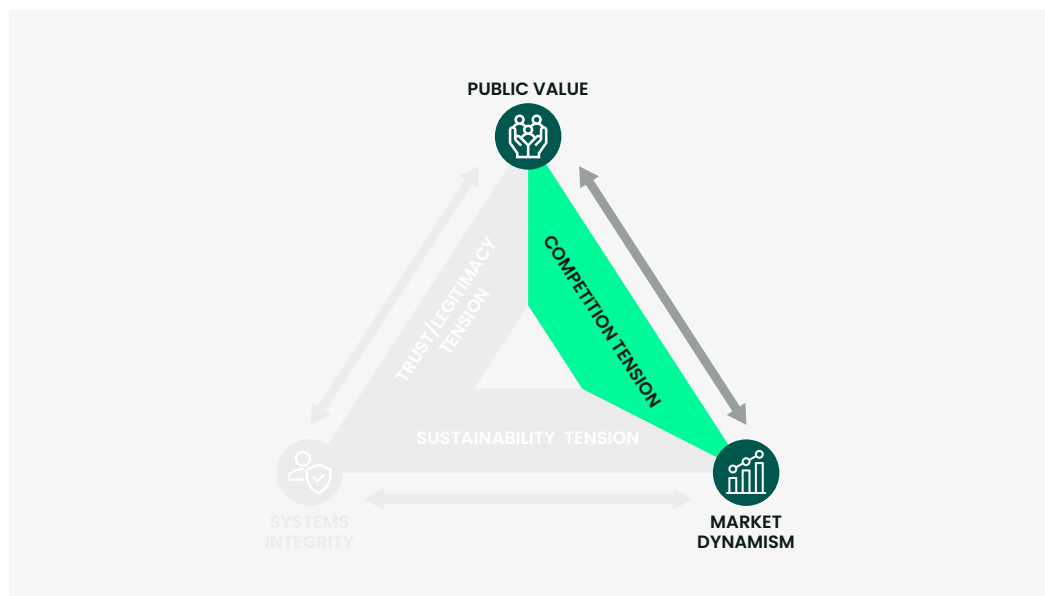 PUBLIC VALUE
TRUST/LEGITIMACY
TENSION
COMPETITION TENSION
SUSTAINABILITY TENSION
SYSTEMS
INTEGRITY
MARKET
DYNAMISM